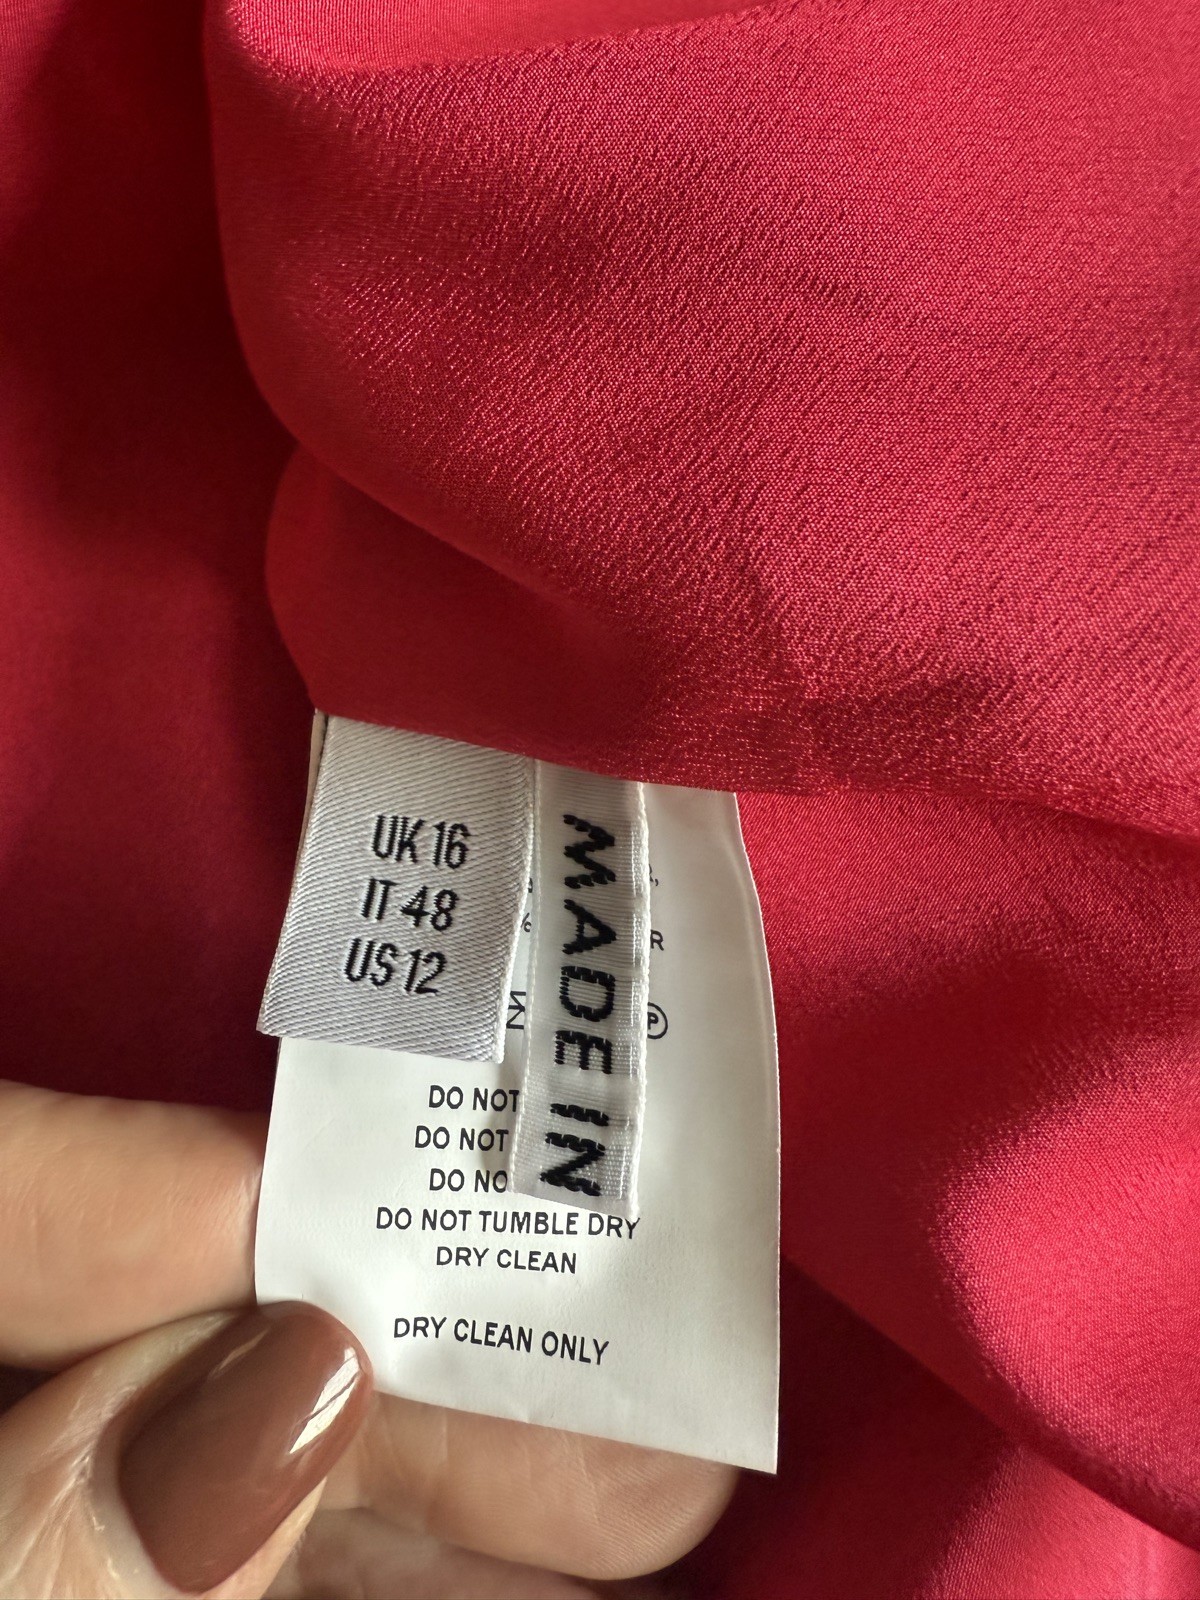 UK 16
IT 48
US 12
MADE IN
DO NOT
DO NOT
DO
DO NOT TUMBLE DRY
DRY CLEAN
DRY CLEAN ONLY